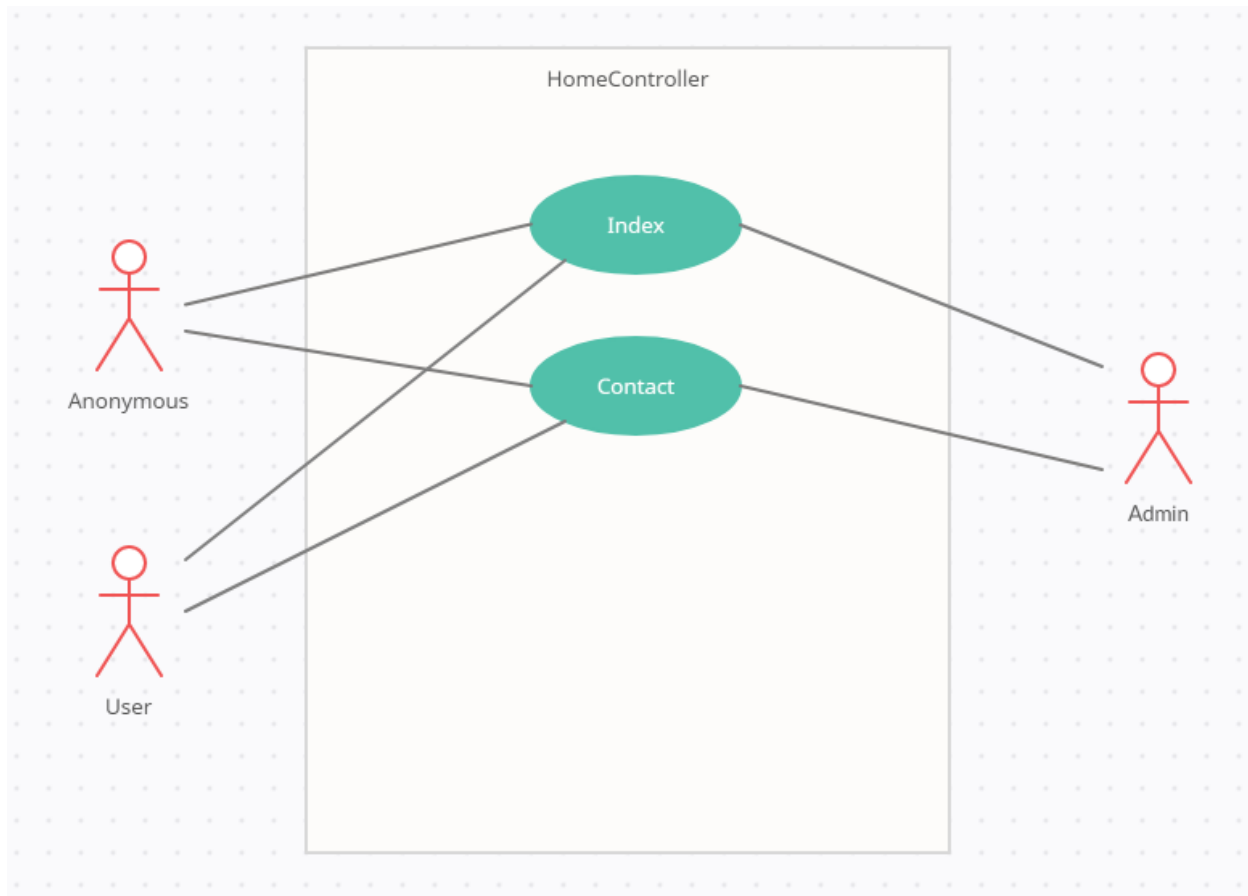 HomeController
Index
Contact
Anonymous
User
Admin